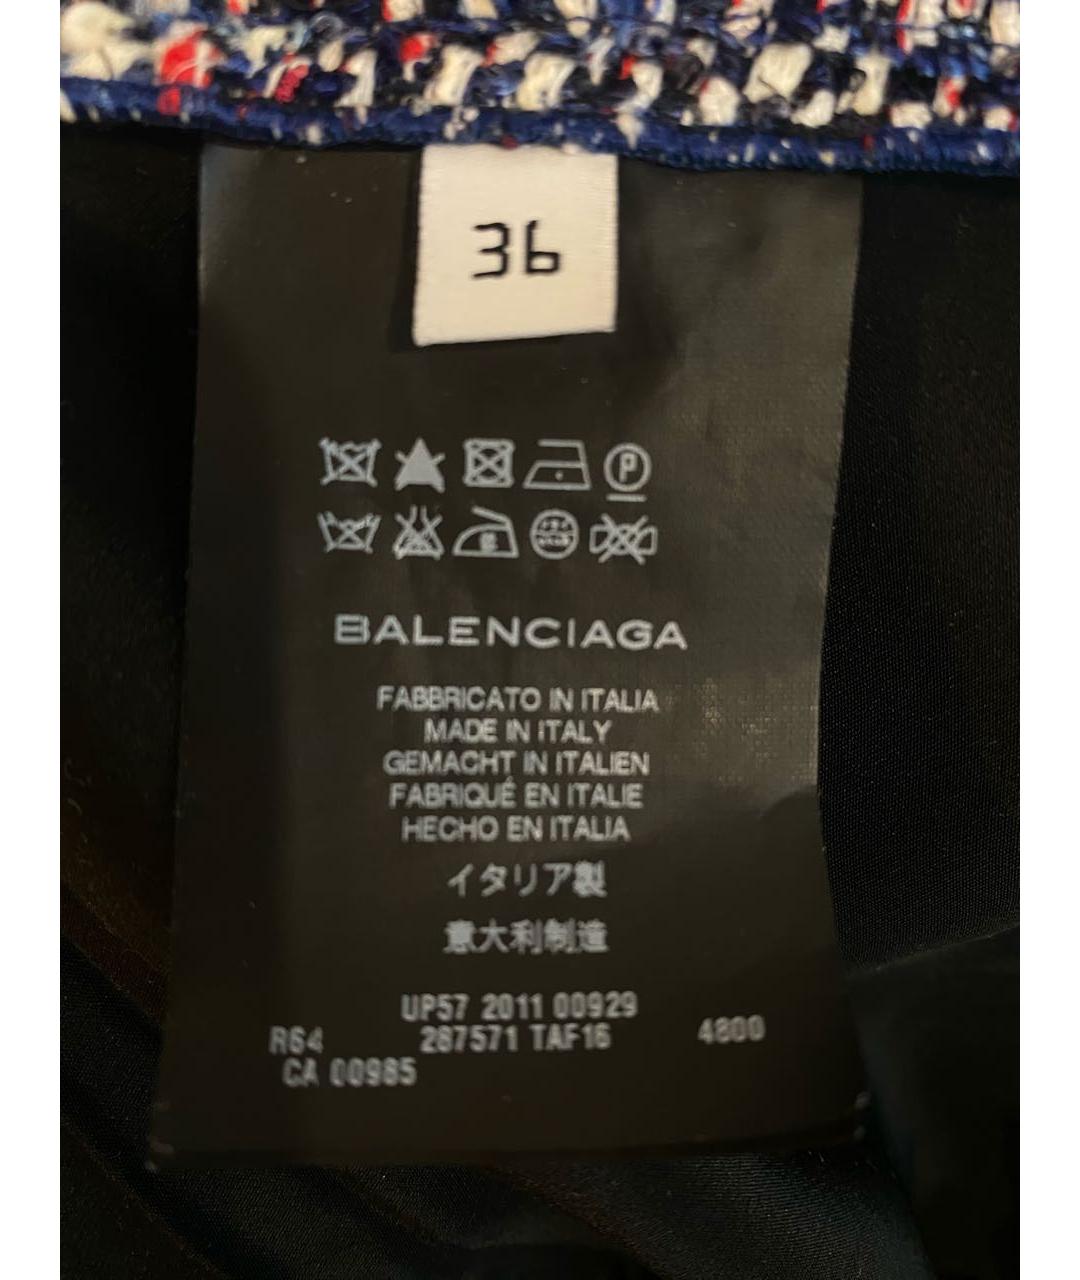 36
P
BALENCIAGA
FABBRICATO IN ITALIA
MADE IN ITALY
GEMACHT IN ITALIEN
FABRIQUÉ EN ITALIE
HECHO EN ITALIA
イタリア製
意大利制造
UP57 2011 00929
R64 287571 TAF16 4800
CA 00985